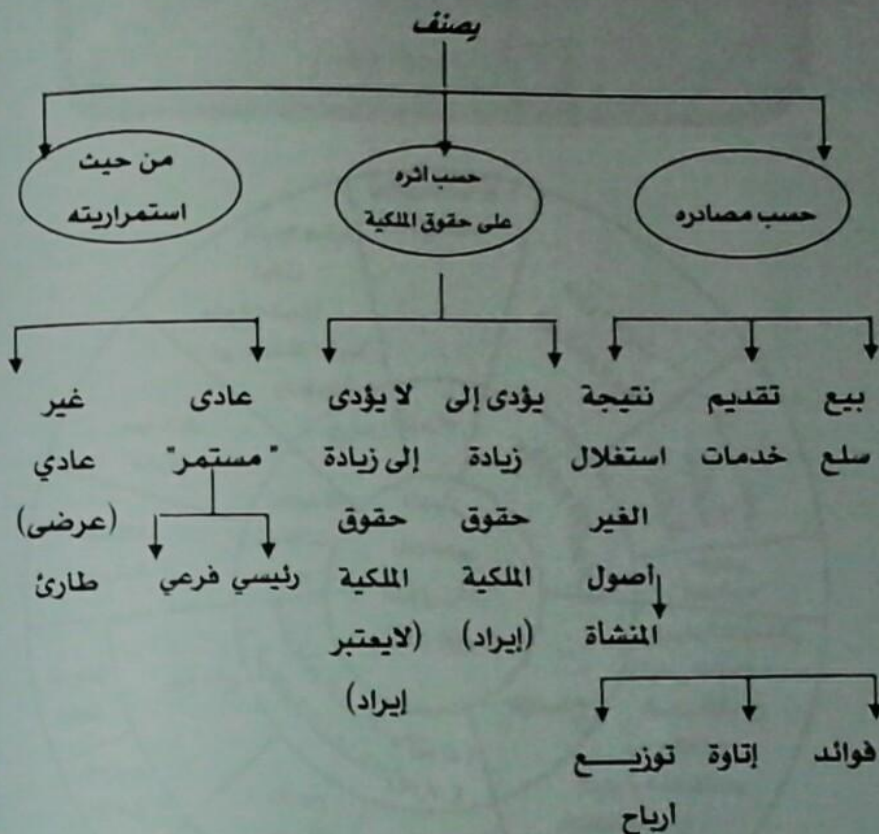 يصنف
حسب مصادره
حسب اثره
على حقوق الملكية
من حيث
استمراريته
بيع
سلع
تقديم
خدمات
نتيجة
استغلال
الغير
أصول
المنشاة
فوائد
إتاوة
توزيـــع
ارباح
يؤدى إلى
زيادة
حقوق
الملكية
(إيراد)
لا يؤدى
إلى زيادة
حقوق
الملكية
(لايعتبر
إيراد)
عادى
"مستمر"
رئيسي
فرعي
غير
عادي
(عرضى)
طارئ